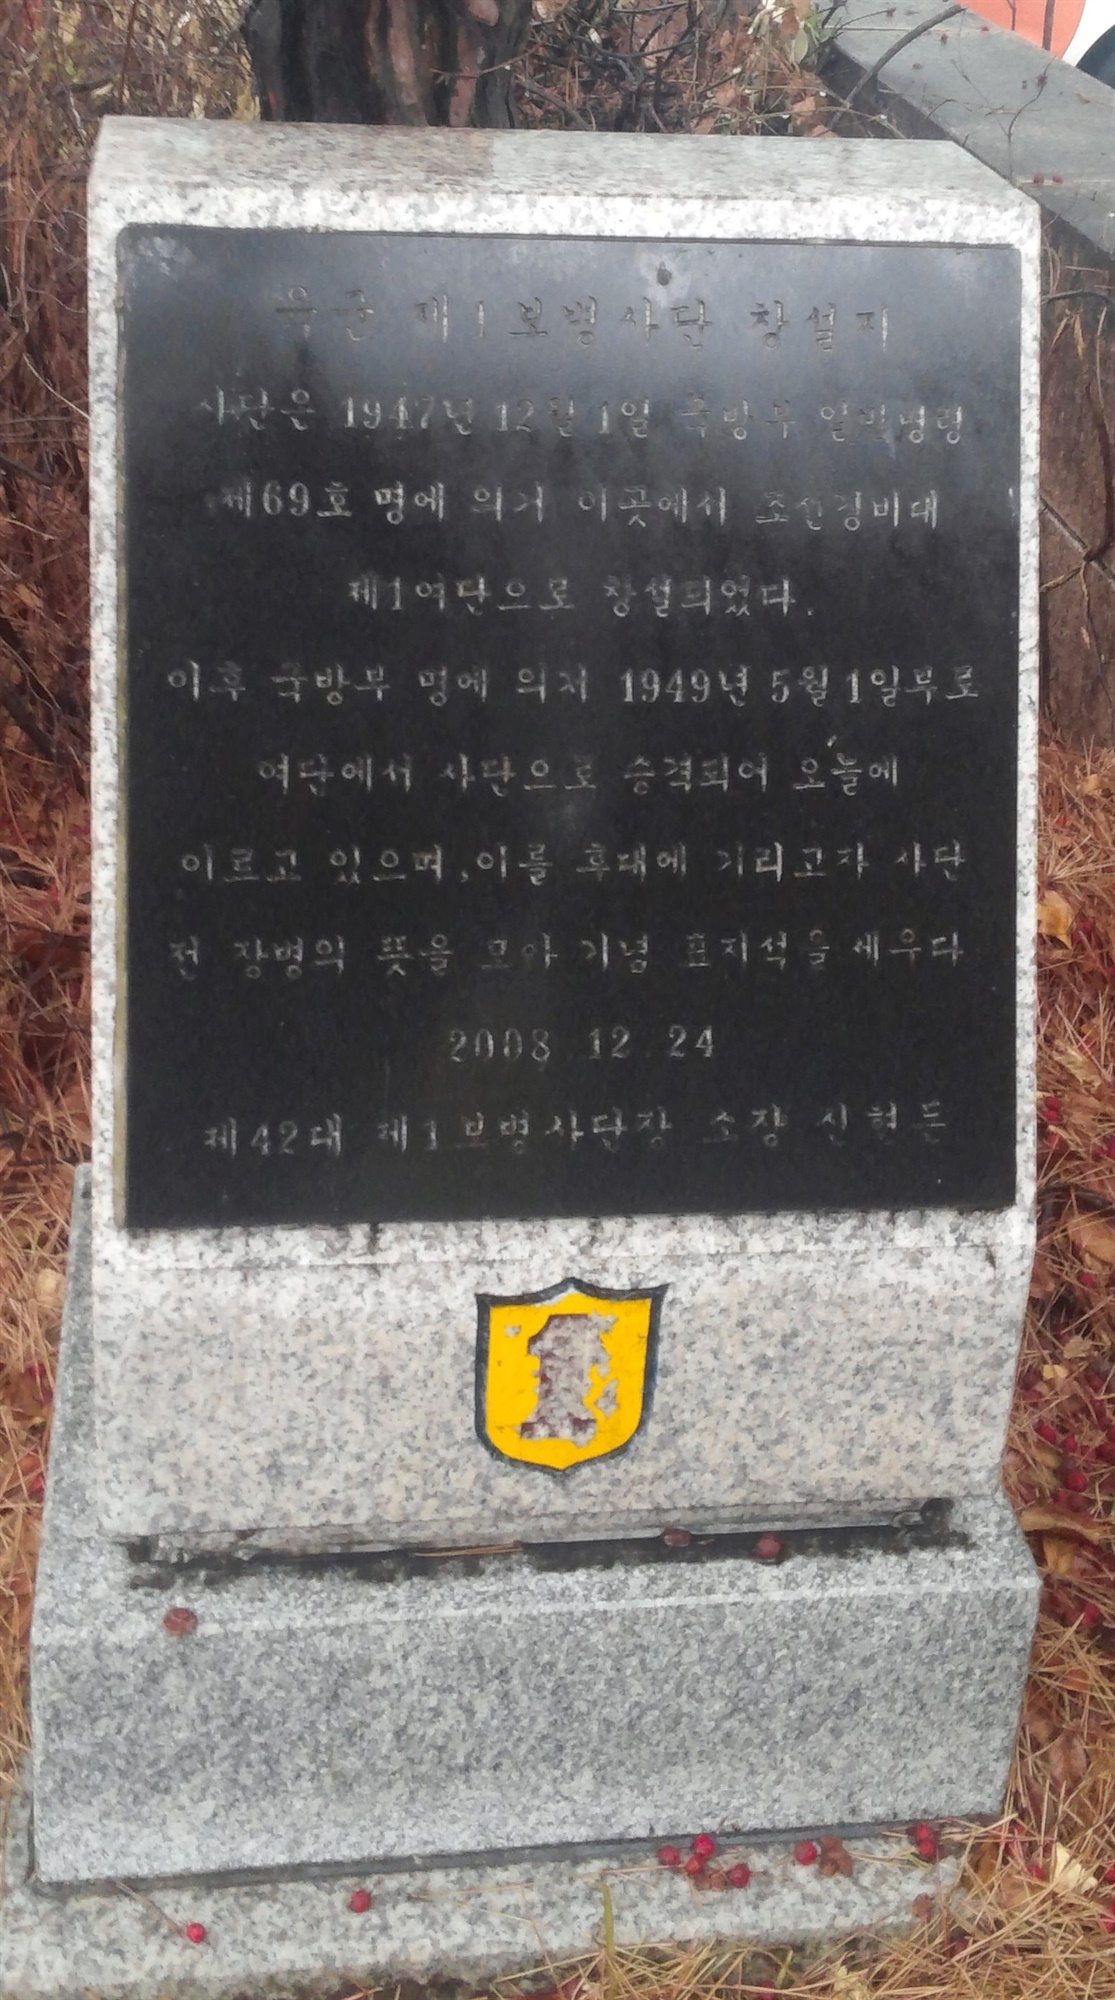 육군 제1보병사단 창설지
사단은 1947년 12월 1일 국방부 일반명령
제69호 명에 의거 이곳에서 조선경비대
제1여단으로 창설되었다.
이후 국방부 명에 의거 1949년 5월 1일부로
여단에서 사단으로 승격되어 오늘에
이르고 있으며, 이를 후대에 기리고자 사단
전 장병의 뜻을 모아 기념 표지석을 세우다
2008 12 24
제42대 제1보병사단장 소장 신현돈
1